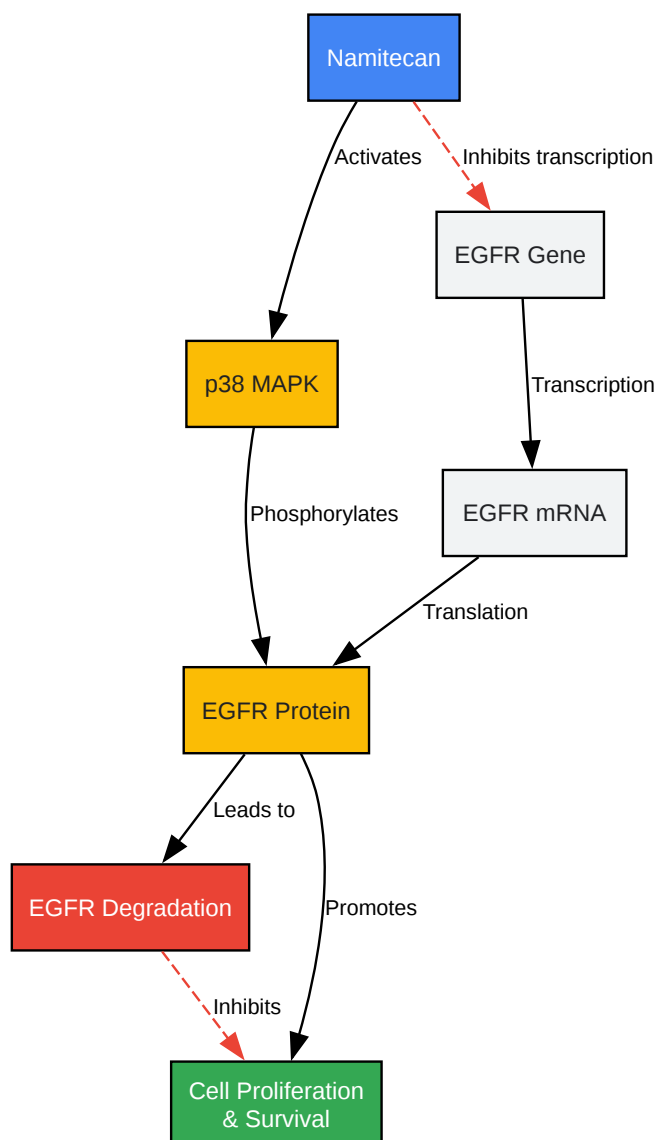 Namitecan
Activates
Inhibits transcription
EGFR Gene
p38 MAPK
Transcription
EGFR mRNA
Phosphorylates
Translation
EGFR Protein
Leads to
EGFR Degradation
Promotes
Inhibits
Cell Proliferation
& Survival